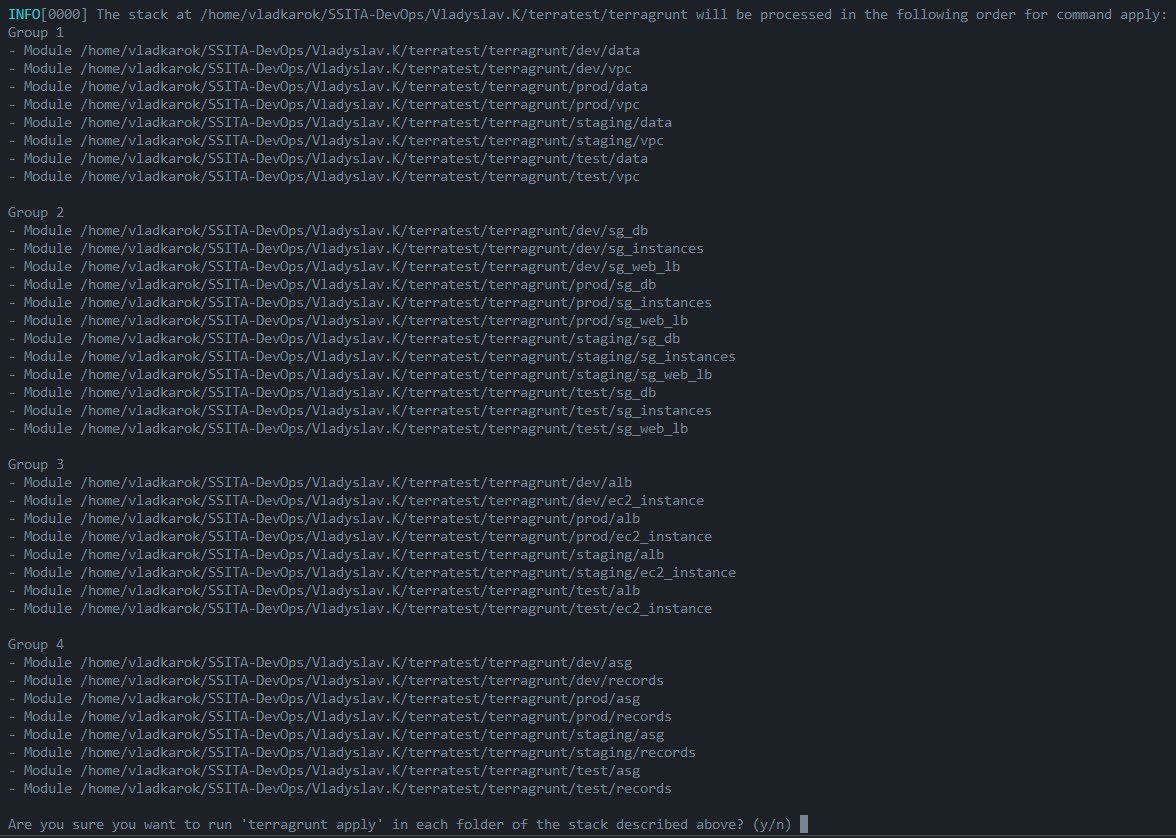 INFO[0000] The stack at /home/vladkarok/SSITA-DevOps/Vladyslav.K/terratest/terragrunt will be processed in the following order for command apply:
Group 1
- Module /home/vladkarok/SSITA-DevOps/Vladyslav.K/terratest/terragrunt/dev/data
- Module /home/vladkarok/SSITA-DevOps/Vladyslav.K/terratest/terragrunt/dev/vpc
- Module /home/vladkarok/SSITA-DevOps/Vladyslav.K/terratest/terragrunt/prod/data
- Module /home/vladkarok/SSITA-DevOps/Vladyslav.K/terratest/terragrunt/prod/vpc
- Module /home/vladkarok/SSITA-DevOps/Vladyslav.K/terratest/terragrunt/staging/data
- Module /home/vladkarok/SSITA-DevOps/Vladyslav.K/terratest/terragrunt/staging/vpc
- Module /home/vladkarok/SSITA-DevOps/Vladyslav.K/terratest/terragrunt/test/data
- Module /home/vladkarok/SSITA-DevOps/Vladyslav.K/terratest/terragrunt/test/vpc

Group 2
- Module /home/vladkarok/SSITA-DevOps/Vladyslav.K/terratest/terragrunt/dev/sg_db
- Module /home/vladkarok/SSITA-DevOps/Vladyslav.K/terratest/terragrunt/dev/sg_instances
- Module /home/vladkarok/SSITA-DevOps/Vladyslav.K/terratest/terragrunt/dev/sg_web_lb
- Module /home/vladkarok/SSITA-DevOps/Vladyslav.K/terratest/terragrunt/prod/sg_db
- Module /home/vladkarok/SSITA-DevOps/Vladyslav.K/terratest/terragrunt/prod/sg_instances
- Module /home/vladkarok/SSITA-DevOps/Vladyslav.K/terratest/terragrunt/prod/sg_web_lb
- Module /home/vladkarok/SSITA-DevOps/Vladyslav.K/terratest/terragrunt/staging/sg_db
- Module /home/vladkarok/SSITA-DevOps/Vladyslav.K/terratest/terragrunt/staging/sg_instances
- Module /home/vladkarok/SSITA-DevOps/Vladyslav.K/terratest/terragrunt/staging/sg_web_lb
- Module /home/vladkarok/SSITA-DevOps/Vladyslav.K/terratest/terragrunt/test/sg_db
- Module /home/vladkarok/SSITA-DevOps/Vladyslav.K/terratest/terragrunt/test/sg_instances
- Module /home/vladkarok/SSITA-DevOps/Vladyslav.K/terratest/terragrunt/test/sg_web_lb

Group 3
- Module /home/vladkarok/SSITA-DevOps/Vladyslav.K/terratest/terragrunt/dev/alb
- Module /home/vladkarok/SSITA-DevOps/Vladyslav.K/terratest/terragrunt/dev/ec2_instance
- Module /home/vladkarok/SSITA-DevOps/Vladyslav.K/terratest/terragrunt/prod/alb
- Module /home/vladkarok/SSITA-DevOps/Vladyslav.K/terratest/terragrunt/prod/ec2_instance
- Module /home/vladkarok/SSITA-DevOps/Vladyslav.K/terratest/terragrunt/staging/alb
- Module /home/vladkarok/SSITA-DevOps/Vladyslav.K/terratest/terragrunt/staging/ec2_instance
- Module /home/vladkarok/SSITA-DevOps/Vladyslav.K/terratest/terragrunt/test/alb
- Module /home/vladkarok/SSITA-DevOps/Vladyslav.K/terratest/terragrunt/test/ec2_instance

Group 4
- Module /home/vladkarok/SSITA-DevOps/Vladyslav.K/terratest/terragrunt/dev/asg
- Module /home/vladkarok/SSITA-DevOps/Vladyslav.K/terratest/terragrunt/dev/records
- Module /home/vladkarok/SSITA-DevOps/Vladyslav.K/terratest/terragrunt/prod/asg
- Module /home/vladkarok/SSITA-DevOps/Vladyslav.K/terratest/terragrunt/prod/records
- Module /home/vladkarok/SSITA-DevOps/Vladyslav.K/terratest/terragrunt/staging/asg
- Module /home/vladkarok/SSITA-DevOps/Vladyslav.K/terratest/terragrunt/staging/records
- Module /home/vladkarok/SSITA-DevOps/Vladyslav.K/terratest/terragrunt/test/asg
- Module /home/vladkarok/SSITA-DevOps/Vladyslav.K/terratest/terragrunt/test/records

Are you sure you want to run 'terragrunt apply' in each folder of the stack described above? (y/n)